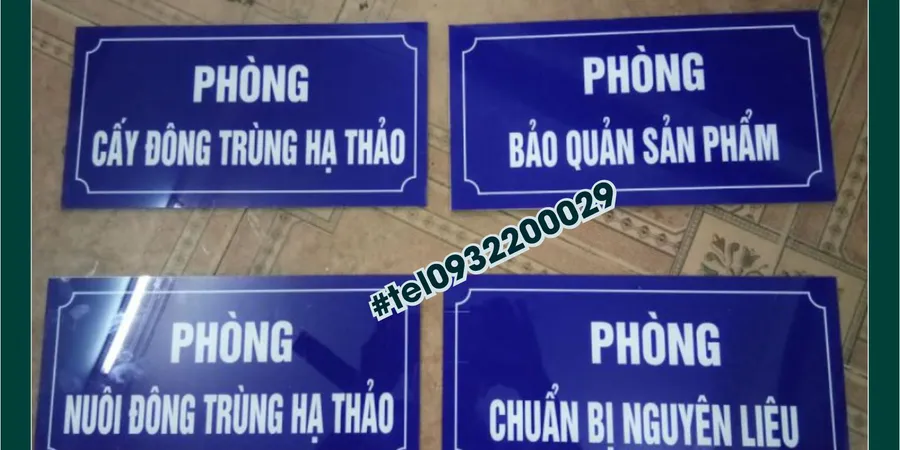 PHÒNG
CẤY ĐÔNG TRÙNG HẠ THẢO
PHÒNG
BẢO QUẢN SẢN PHẨM
#tel0932200029
PHÒNG
NUÔI ĐÔNG TRÙNG HẠ THẢO
PHÒNG
CHUẨN BỊ NGUYÊN LIỆU